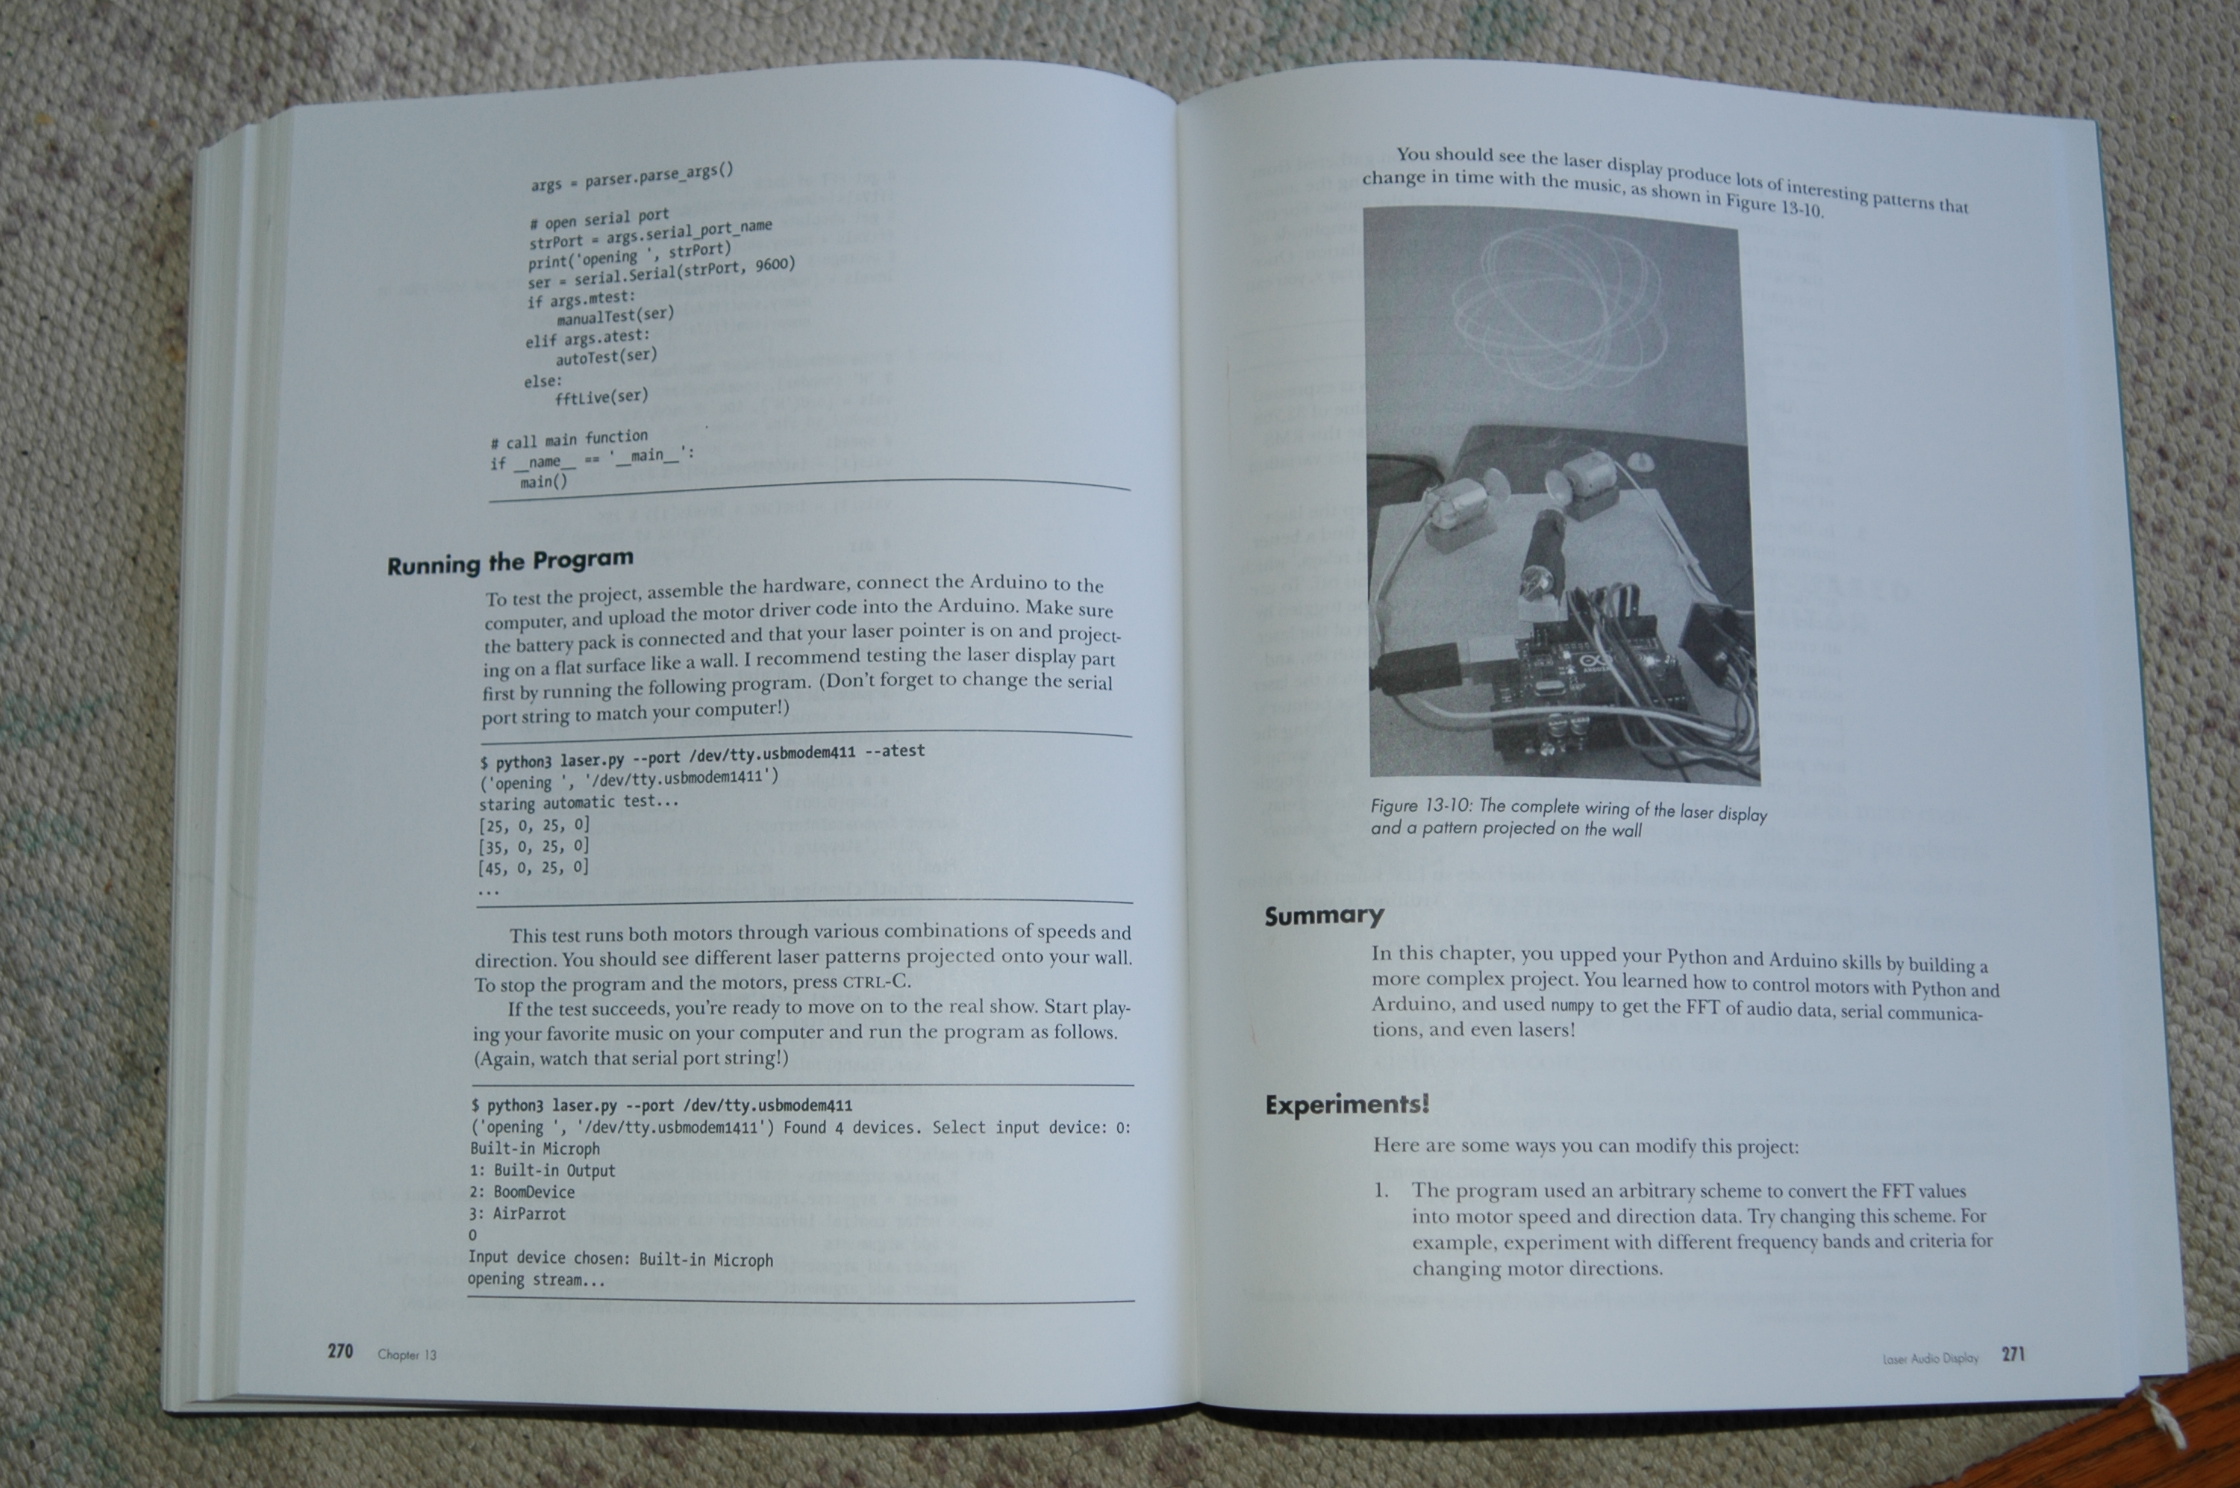 args = parser.parse_args()
# open serial port
strPort = args.serial_port_name
print('opening ', strPort)
ser = serial.Serial(strPort, 9600)
if args.mtest:
manualTest(ser)
elif args.atest:
autoTest(ser)
else:
fftLive(ser)
# call main function
if __name__ == '__main__':
main()
Running the Program
To test the project, assemble the hardware, connect the Arduino to the
computer, and upload the motor driver code into the Arduino. Make sure
the battery pack is connected and that your laser pointer is on and project-
ing on a flat surface like a wall. I recommend testing the laser display part
first by running the following program. (Don't forget to change the serial
port string to match your computer!)
$ python3 laser.py --port /dev/tty.usbmodem411 --atest
('opening ', '/dev/tty.usbmodem1411')
staring automatic test...
[25, 0, 25, 0]
[35, 0, 25, 0]
[45, 0, 25, 0]
...
This test runs both motors through various combinations of speeds and
direction. You should see different laser patterns projected onto your wall.
To stop the program and the motors, press CTRL-C.
If the test succeeds, you're ready to move on to the real show. Start play-
ing your favorite music on your computer and run the program as follows.
(Again, watch that serial port string!)
$ python3 laser.py --port /dev/tty.usbmodem411
('opening ', '/dev/tty.usbmodem1411') Found 4 devices. Select input device: 0:
Built-in Microph
1: Built-in Output
2: BoomDevice
3: AirParrot
0
Input device chosen: Built-in Microph
opening stream...
270 Chapter 13
You should see the laser display produce lots of interesting patterns that
change in time with the music, as shown in Figure 13-10.
Figure 13-10: The complete wiring of the laser display
and a pattern projected on the wall
Summary
In this chapter, you upped your Python and Arduino skills by building a
more complex project. You learned how to control motors with Python and
Arduino, and used numpy to get the FFT of audio data, serial communica-
tions, and even lasers!
Experiments!
Here are some ways you can modify this project:
1. The program used an arbitrary scheme to convert the FFT values
into motor speed and direction data. Try changing this scheme. For
example, experiment with different frequency bands and criteria for
changing motor directions.
Laser Audio Display 271